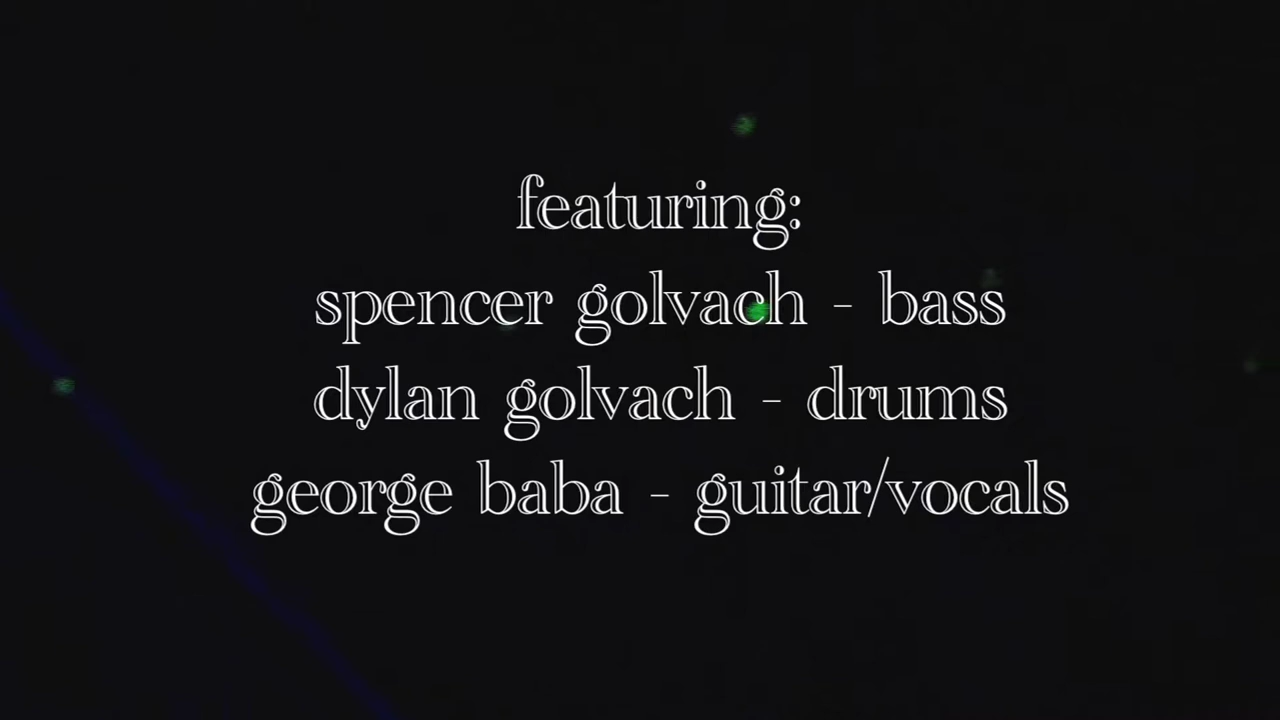 featuring:
spencer golvach - bass
dylan golvach - drums
george baba - guitar/vocals